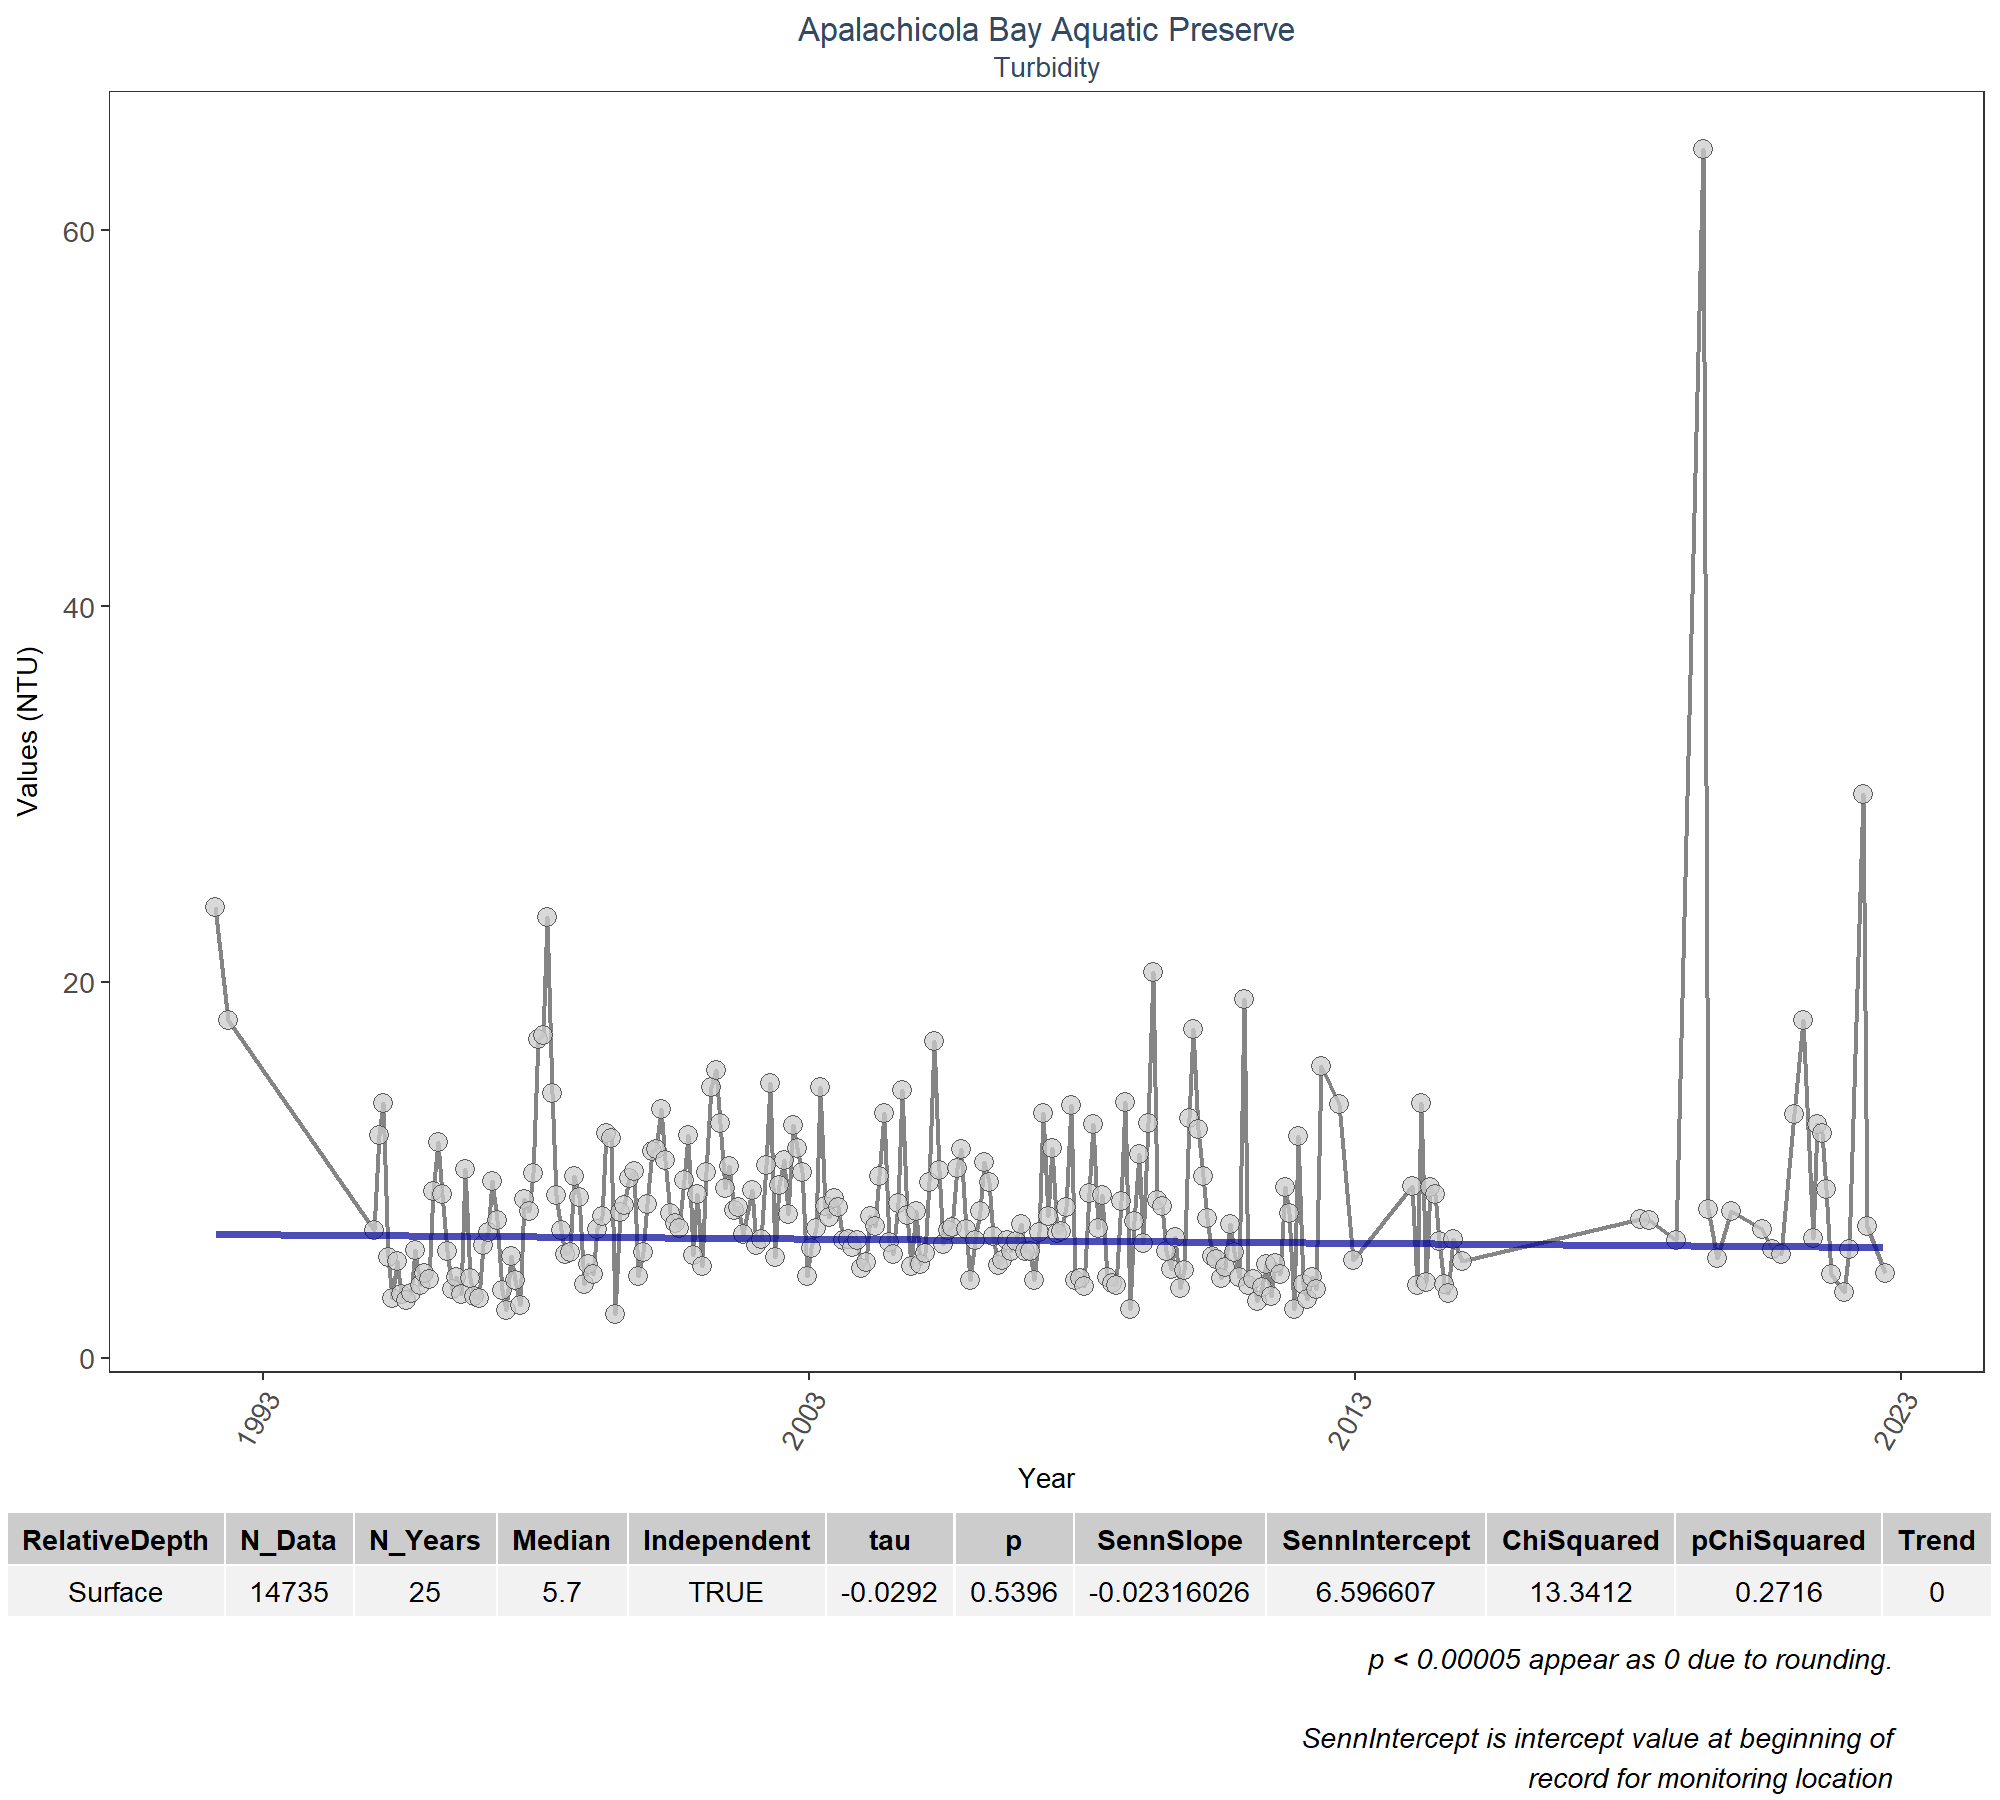 Apalachicola Bay Aquatic Preserve
Turbidity
Values (NTU)
60
40
20
0
1993
2003
2013
2023
Year
RelativeDepth N_Data N_Years Median Independent tau p SennSlope SennIntercept ChiSquared pChiSquared Trend
Surface 14735 25 5.7 TRUE -0.0292 0.5396 -0.02316026 6.596607 13.3412 0.2716 0
p < 0.00005 appear as 0 due to rounding.
SennIntercept is intercept value at beginning of
record for monitoring location